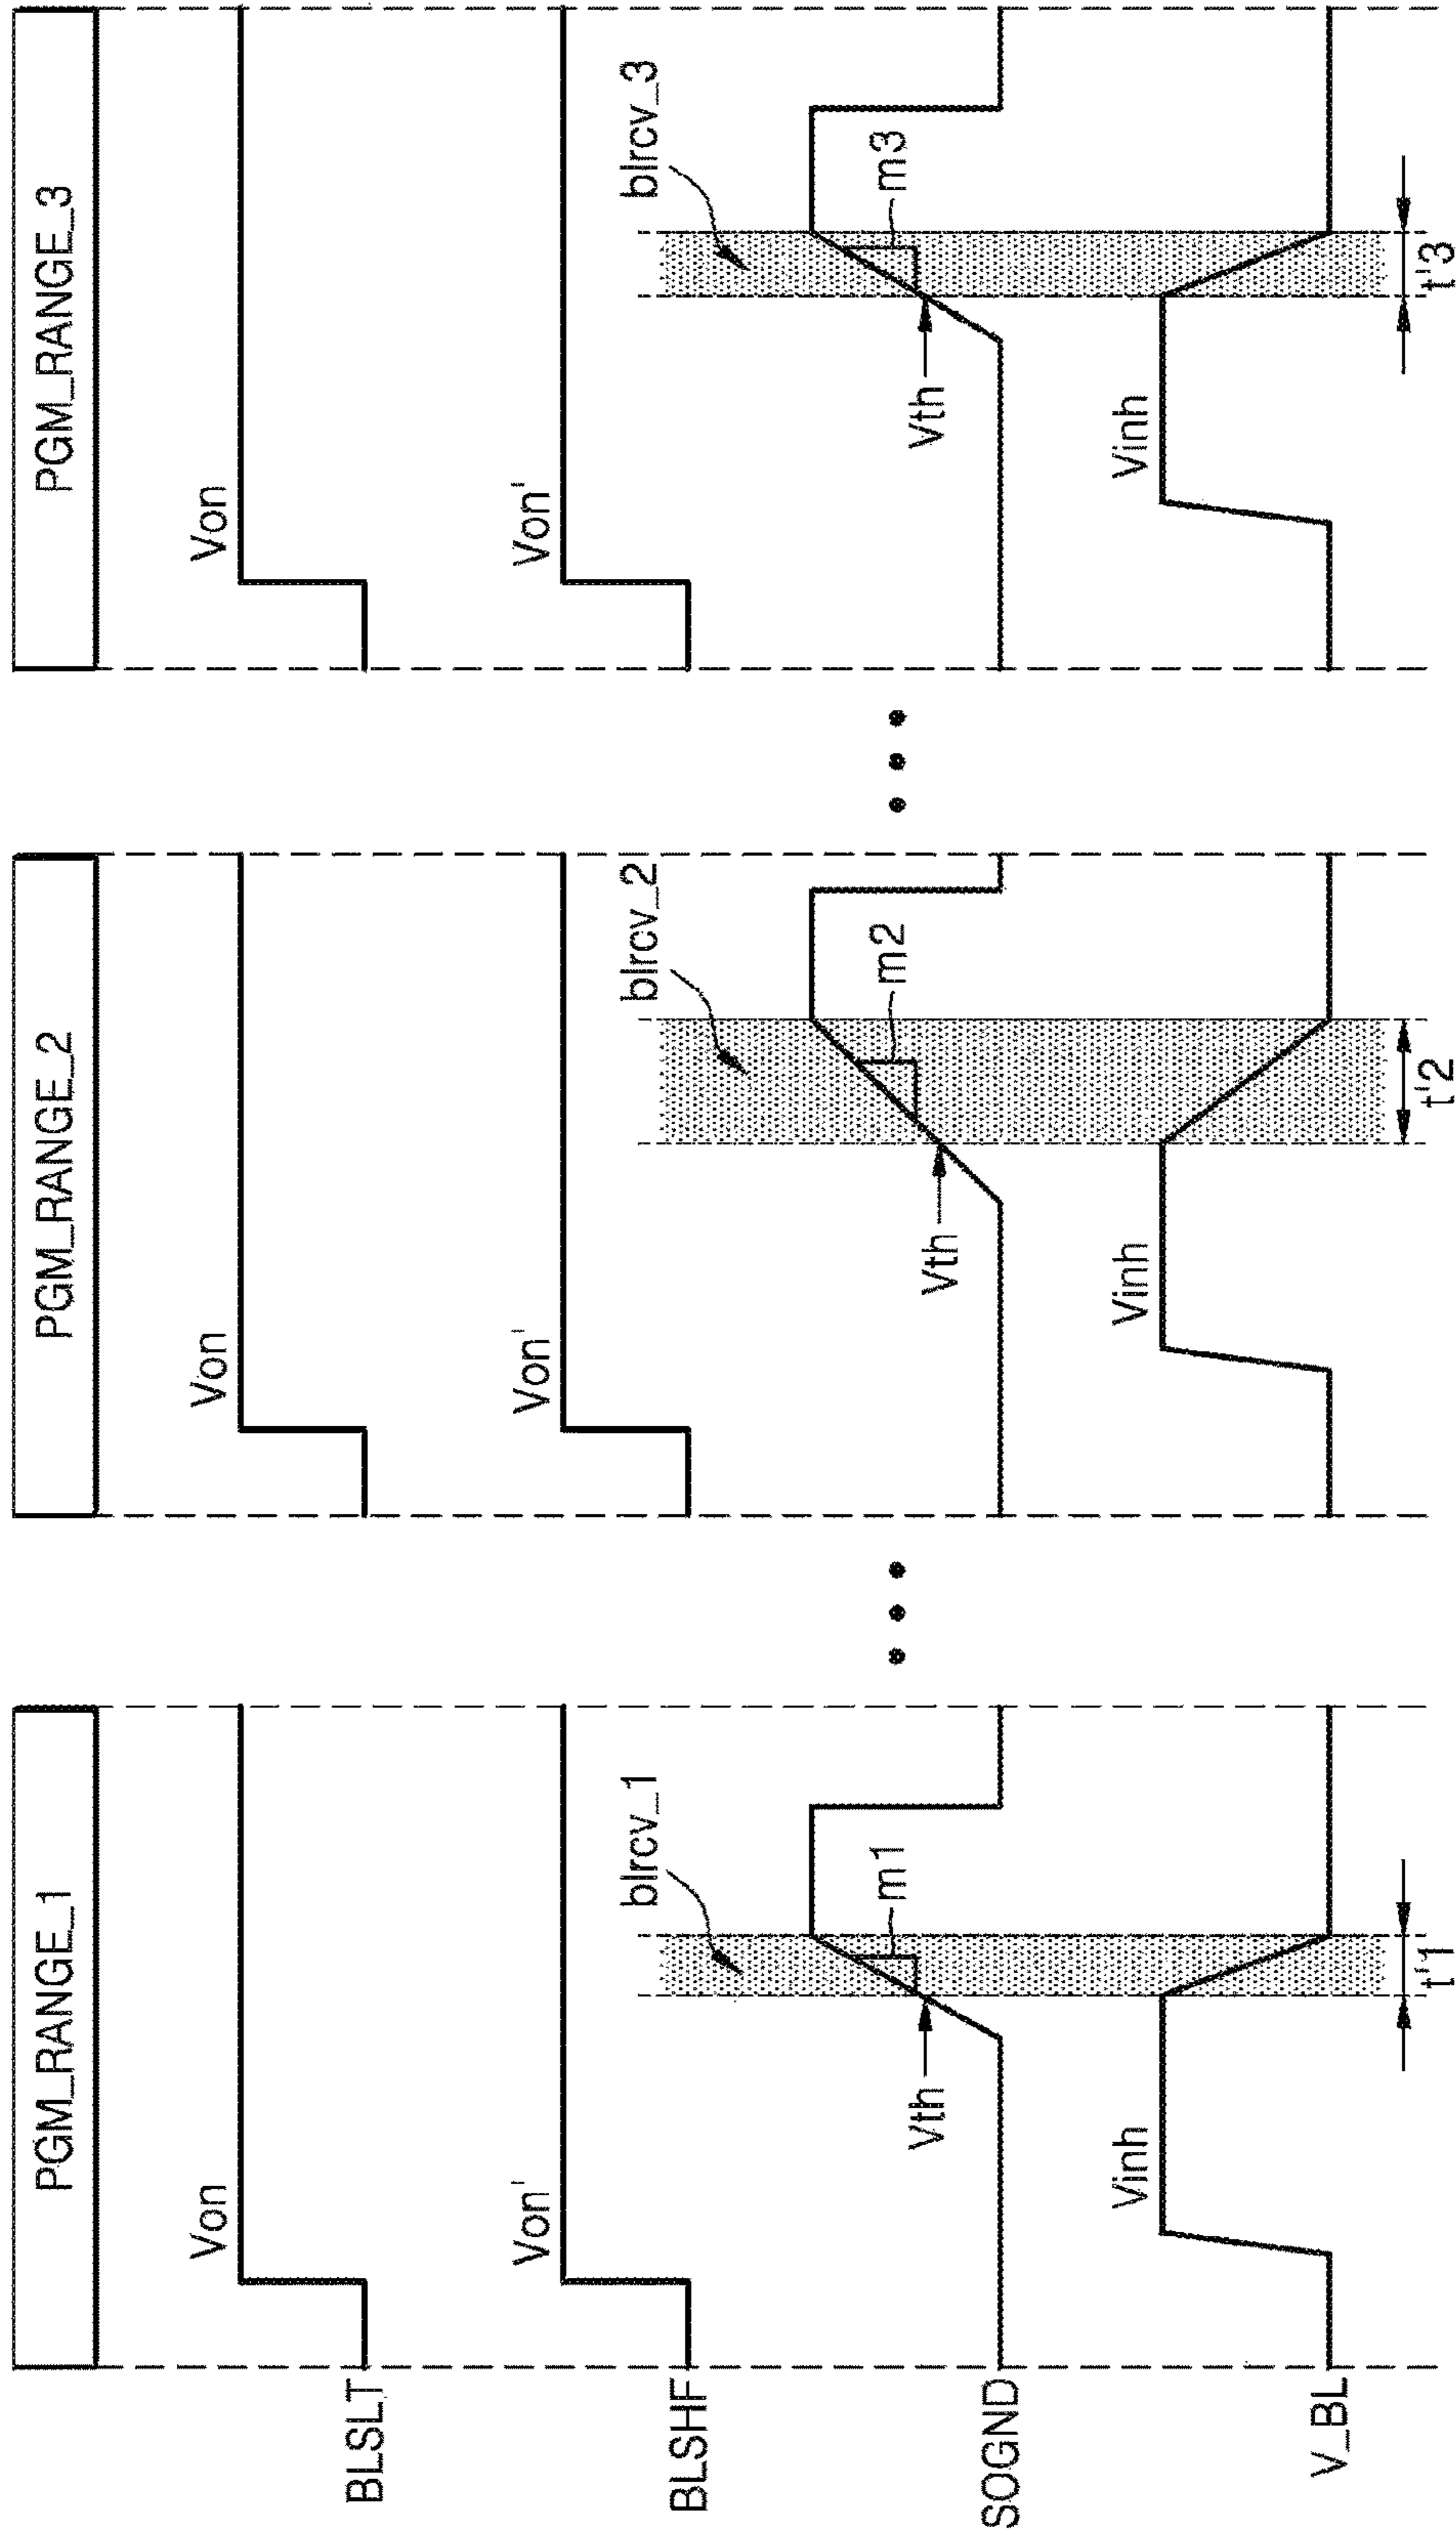 PGM_RANGE_1
PGM_RANGE_2
PGM_RANGE_3
BLSLT
Von
Von
Von
BLSHF
Von'
Von'
Von'
blrcv_1
blrcv_2
blrcv_3
SOGND
Vth
m1
Vth
m2
Vth
m3
V_BL
Vinh
Vinh
Vinh
t'1
t'2
t'3